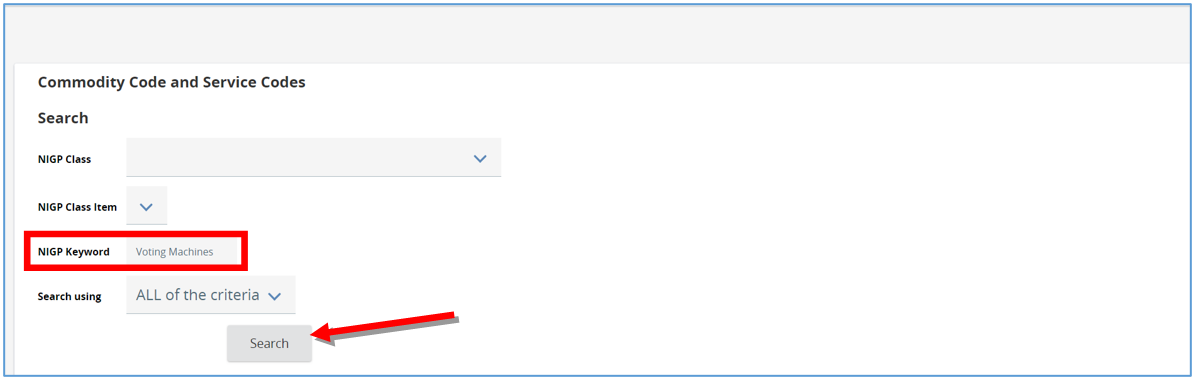 Commodity Code and Service Codes
Search
NIGP Class
NIGP Class Item
NIGP Keyword Voting Machines
Search using ALL of the criteria
Search